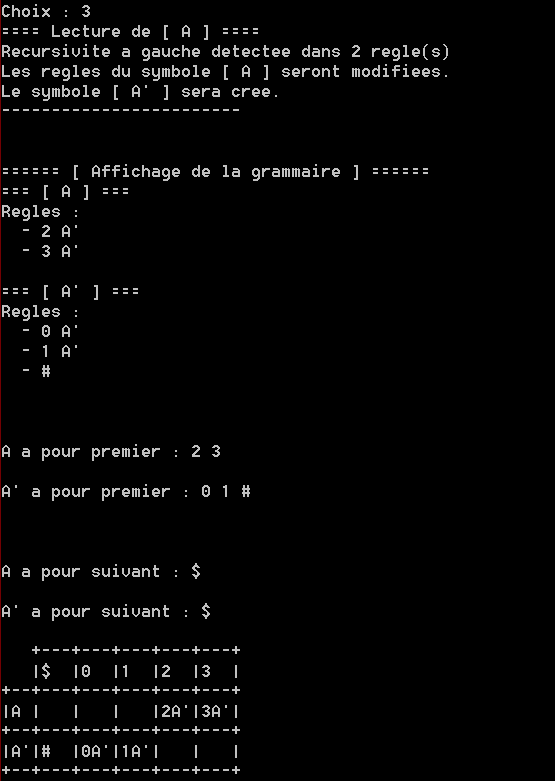 Choix : 3
==== Lecture de [ A ] ====
Recursivite a gauche detectee dans 2 regle(s)
Les regles du symbole [ A ] seront modifiees.
Le symbole [ A' ] sera cree.
------------------------
====== [ Affichage de la grammaire ] ======
=== [ A ] ===
Regles :
  - 2 A'
  - 3 A'
=== [ A' ] ===
Regles :
  - 0 A'
  - 1 A'
  - #
A a pour premier : 2 3
A' a pour premier : 0 1 #
A a pour suivant : $
A' a pour suivant : $
   +---+---+---+---+---+
   |$  |0  |1  |2  |3  |
+--+---+---+---+---+---+
|A |   |   |   |2A'|3A'|
+--+---+---+---+---+---+
|A'|#  |0A'|1A'|   |   |
+--+---+---+---+---+---+